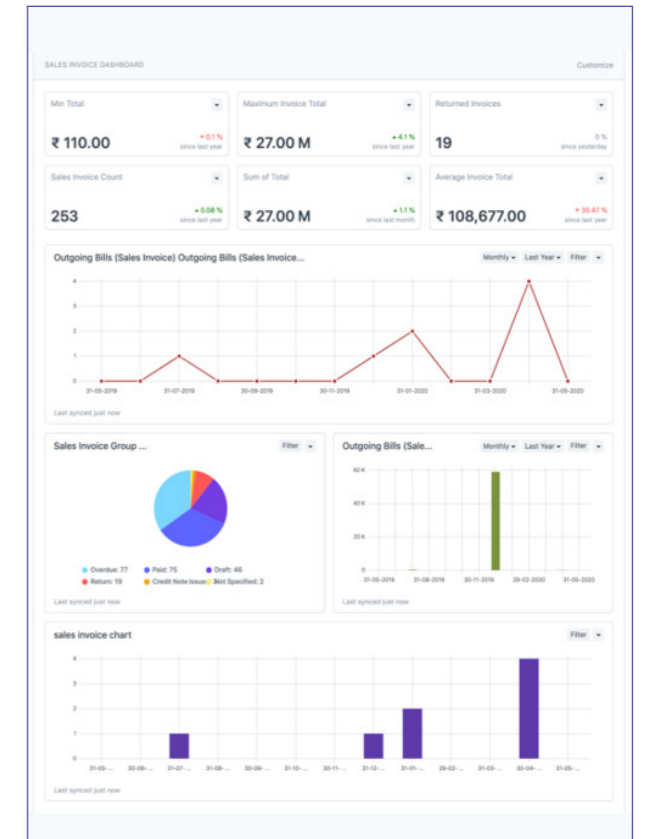 SALES INVOICE DASHBOARD Customize
Min Total Maximum Invoice Total Returned Invoices
₹ 110.00 0.1 % since last year ₹ 27.00 M 4.1 % since last year 19 0 % since yesterday
Sales Invoice Count Sum of Total Average Invoice Total
253 0.08 % since last year ₹ 27.00 M 1.1 % since last month ₹ 108,677.00 35.47 % since last year
Outgoing Bills (Sales Invoice) Outgoing Bills (Sales Invoice... Monthly Last Year Filter
4
3
2
1
0
31-05-2019 31-07-2019 30-09-2019 30-11-2019 31-01-2020 31-03-2020 31-05-2020
Last synced just now
Sales Invoice Group ... Filter
Overdue: 77 Paid: 75 Draft: 46
Return: 19 Credit Note Issue Not Specified: 2
Last synced just now
Outgoing Bills (Sale... Monthly Last Year Filter
60 K
40 K
20 K
0
31-05-2019 31-08-2019 30-11-2019 29-02-2020 31-05-2020
Last synced just now
sales invoice chart Filter
4
3
2
1
0
31-05-... 30-06-... 31-07-... 31-08-... 30-09-... 31-10-... 30-11-... 31-12-... 31-01-... 29-02-... 31-03-... 30-04-... 31-05-...
Last synced just now